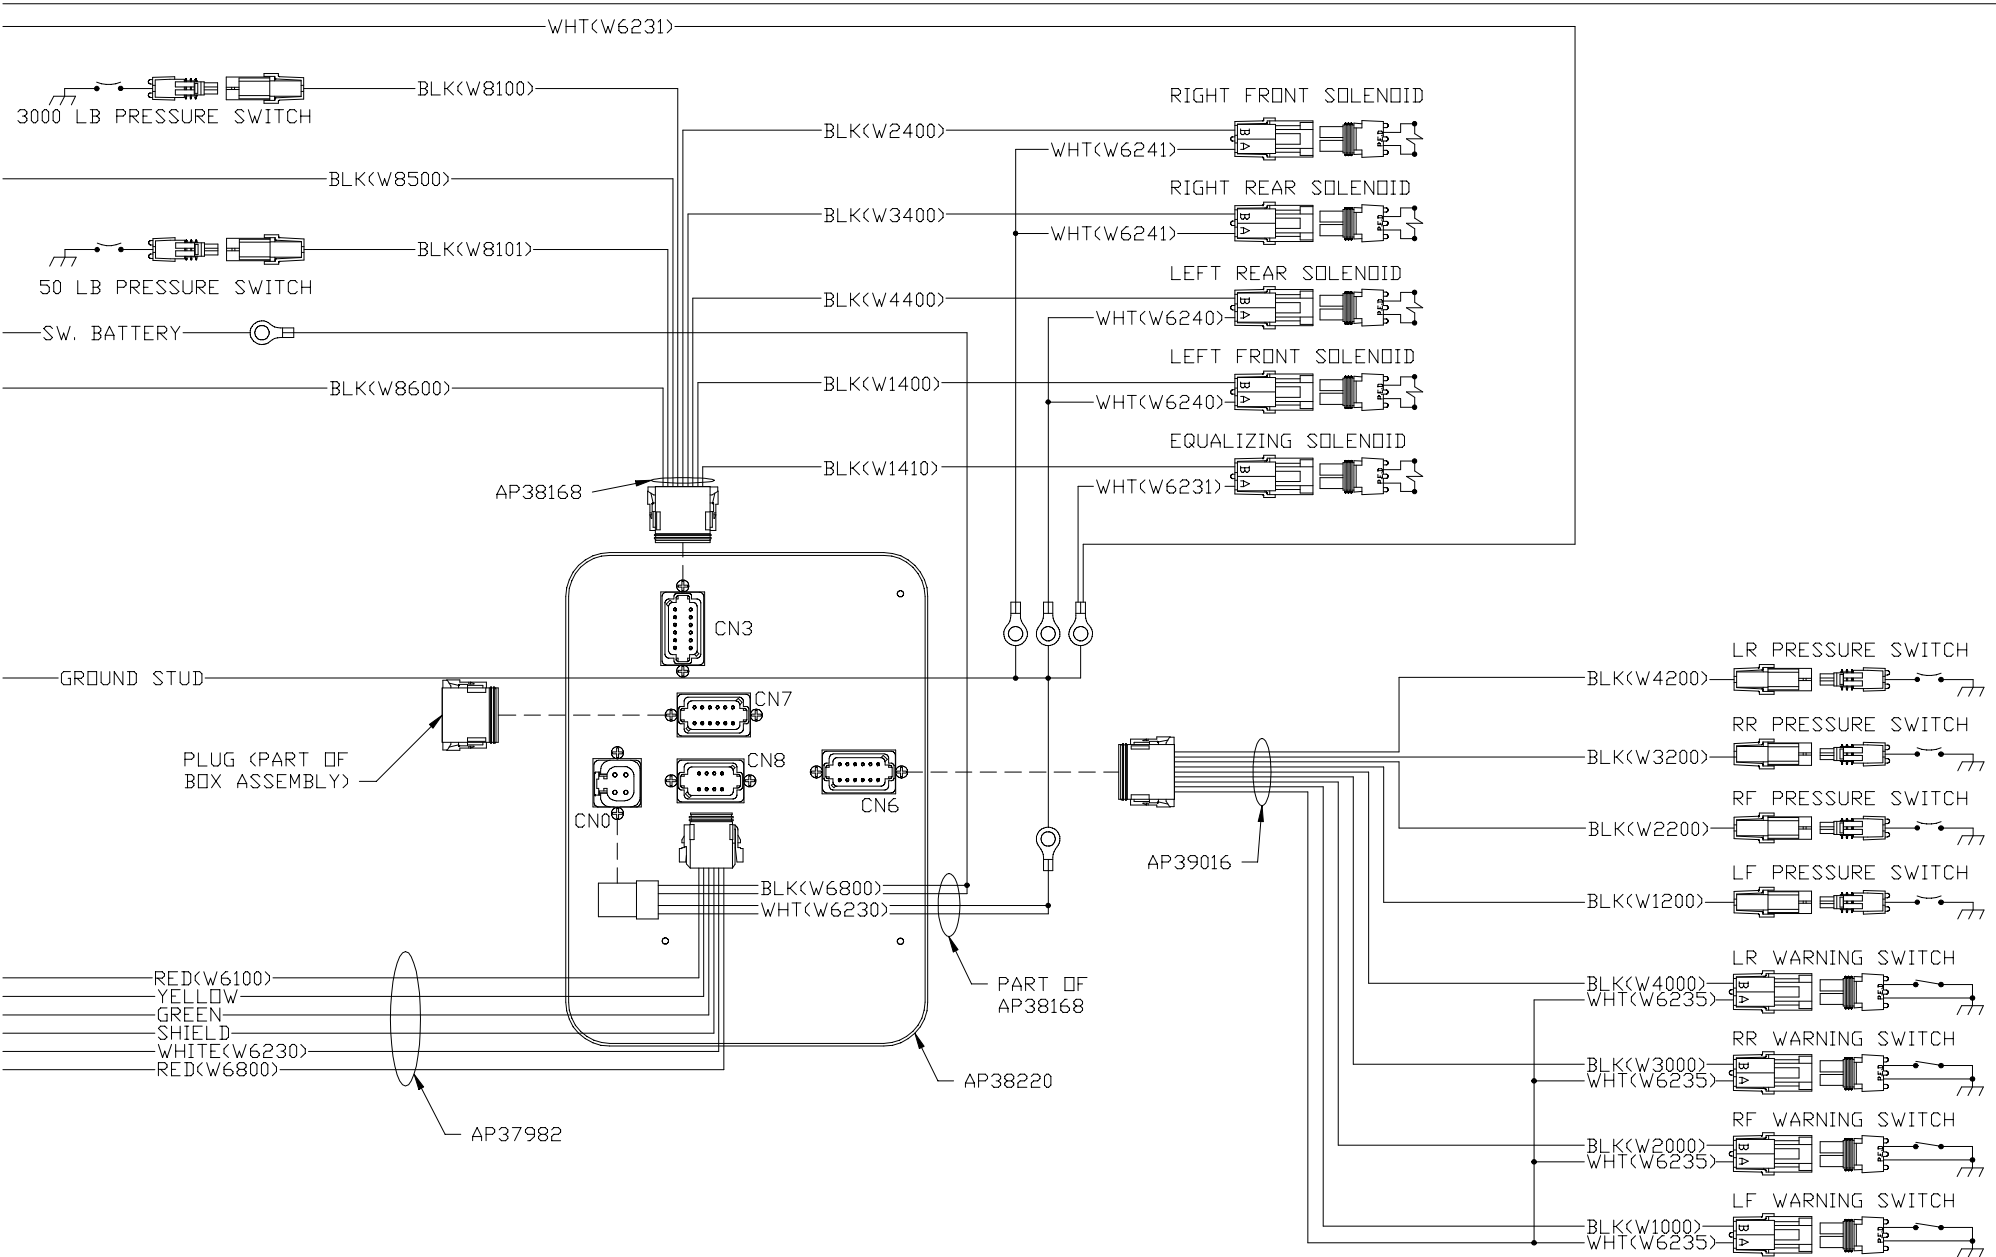 WHT(W6231)
BLK(W8100)
3000 LB PRESSURE SWITCH
RIGHT FRONT SOLENOID
BLK(W2400)
B
A
WHT(W6241)
BLK(W8500)
RIGHT REAR SOLENOID
BLK(W3400)
B
A
WHT(W6241)
BLK(W8101)
50 LB PRESSURE SWITCH
LEFT REAR SOLENOID
BLK(W4400)
B
A
WHT(W6240)
SW. BATTERY
LEFT FRONT SOLENOID
BLK(W8600)
BLK(W1400)
B
A
WHT(W6240)
EQUALIZING SOLENOID
BLK(W1410)
B
A
WHT(W6231)
AP38168
CN3
GROUND STUD
CN7
PLUG (PART OF
BOX ASSEMBLY)
CN8
CN6
CN0
BLK(W6800)
WHT(W6230)
PART OF
AP38168
AP38220
AP39016
RED(W6100)
YELLOW
GREEN
SHIELD
WHITE(W6230)
RED(W6800)
AP37982
LR PRESSURE SWITCH
BLK(W4200)
RR PRESSURE SWITCH
BLK(W3200)
RF PRESSURE SWITCH
BLK(W2200)
LF PRESSURE SWITCH
BLK(W1200)
LR WARNING SWITCH
BLK(W4000)
WHT(W6235)
B
A
RR WARNING SWITCH
BLK(W3000)
WHT(W6235)
B
A
RF WARNING SWITCH
BLK(W2000)
WHT(W6235)
B
A
LF WARNING SWITCH
BLK(W1000)
WHT(W6235)
B
A